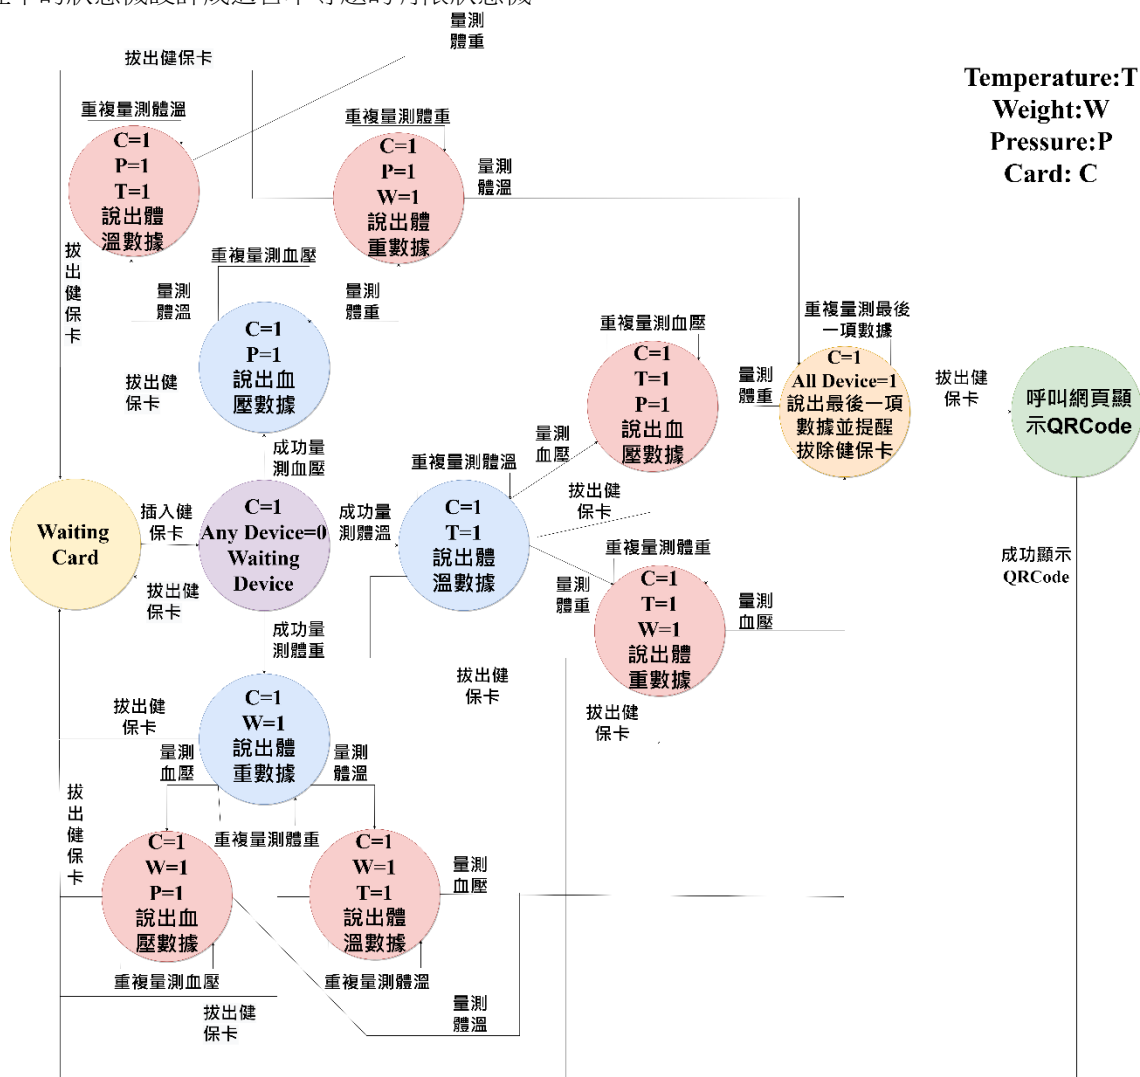 量測
體重
拔出健保卡
Temperature:T
Weight:W
Pressure:P
Card: C
重複量測體溫
C=1
P=1
T=1
說出體
溫數據
重複量測體重
C=1
P=1
W=1
說出體
重數據
量測
體溫
拔
出
健
保
卡
重複量測血壓
量測
體溫
量測
體重
C=1
P=1
說出血
壓數據
拔出健
保卡
成功量
測血壓
重複量測血壓
C=1
T=1
P=1
說出血
壓數據
量測
體重
重複量測最後
一項數據
C=1
All Device=1
說出最後一項
數據並提醒
拔除健保卡
拔出健
保卡
呼叫網頁顯
示QRCode
Waiting
Card
插入健
保卡
拔出健
保卡
C=1
Any Device=0
Waiting
Device
成功量
測體溫
重複量測體溫
C=1
T=1
說出體
溫數據
量測
血壓
拔出健
保卡
量測
體重
重複量測體重
C=1
T=1
W=1
說出體
重數據
量測
血壓
成功顯示
QRCode
拔出健
保卡
拔出健
保卡
成功量
測體重
拔出健
保卡
C=1
W=1
說出體
重數據
量測
血壓
量測
體溫
重複量測體重
拔
出
健
保
卡
C=1
W=1
P=1
說出血
壓數據
重複量測血壓
C=1
W=1
T=1
說出體
溫數據
量測
血壓
重複量測體溫
拔出健
保卡
量測
體溫